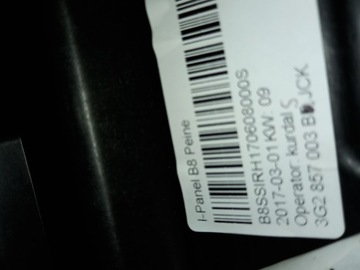 I-Panel B8 Peine
B8SSIRH170608000S
2017-03-01 KW: 09
Operator: kurdal
3G2 857 003